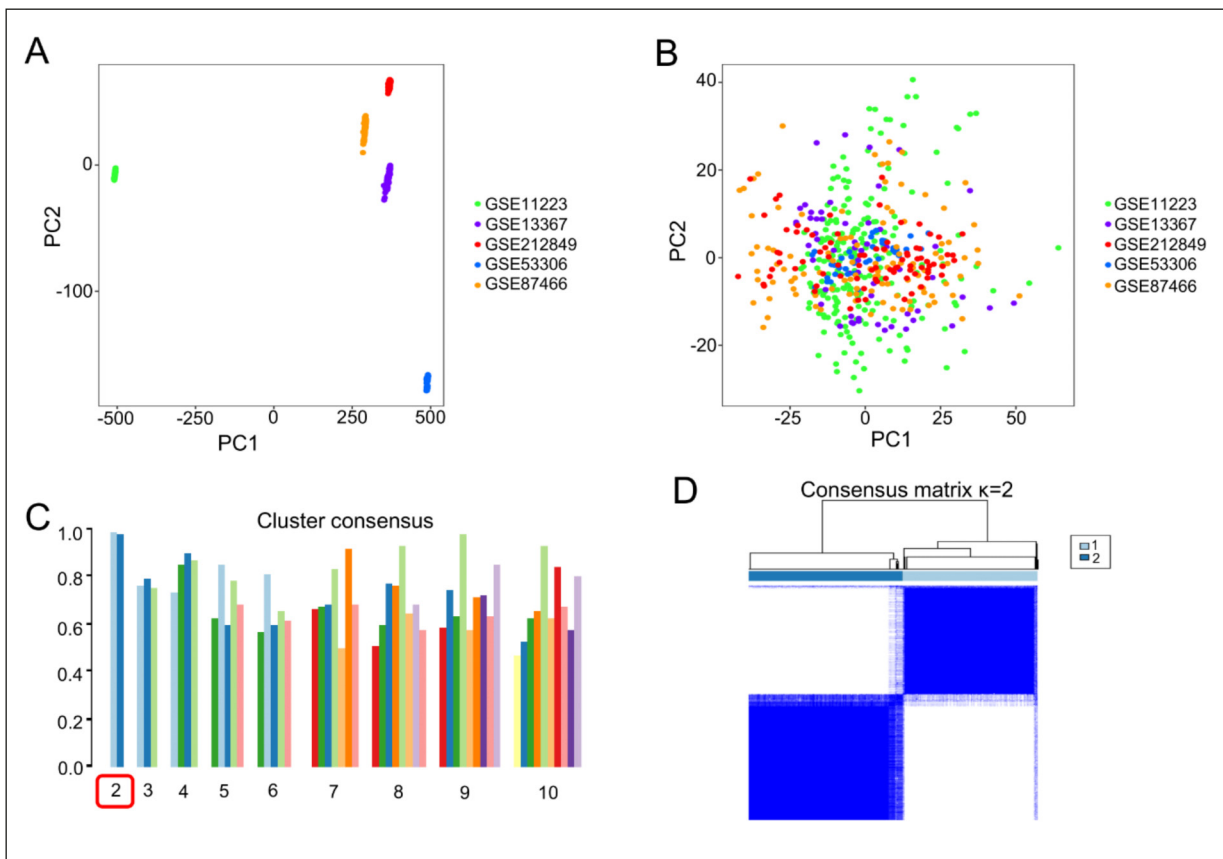 A
0
-100
PC2
-500
-250
0
250
500
PC1
GSE11223
GSE13367
GSE212849
GSE53306
GSE87466
B
40
20
0
-20
PC2
-25
0
25
50
PC1
GSE11223
GSE13367
GSE212849
GSE53306
GSE87466
C
Cluster consensus
1.0
0.8
0.6
0.4
0.2
0.0
2 3 4 5 6 7 8 9 10
D
Consensus matrix κ=2
1
2